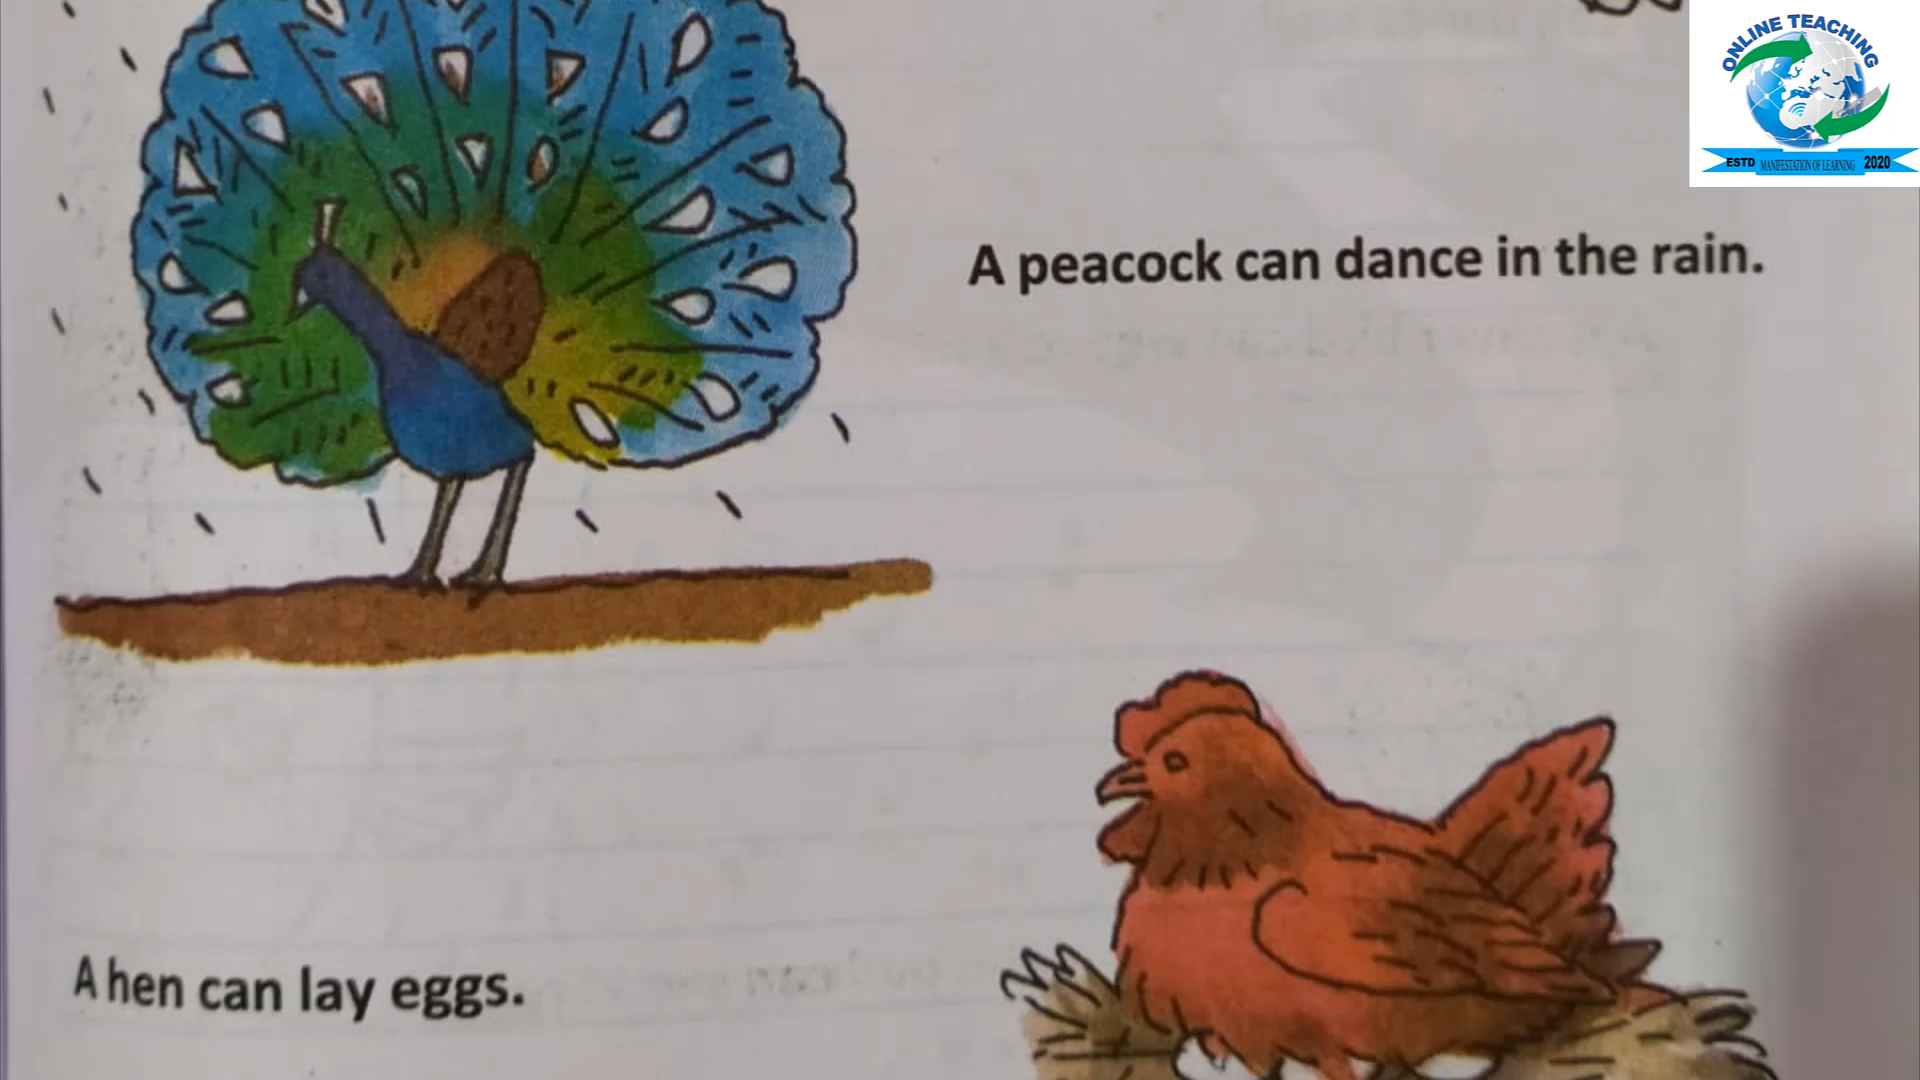 ONLINE TEACHING
ESTD MANIFESTATION OF LEARNING 2020
A peacock can dance in the rain.
A hen can lay eggs.